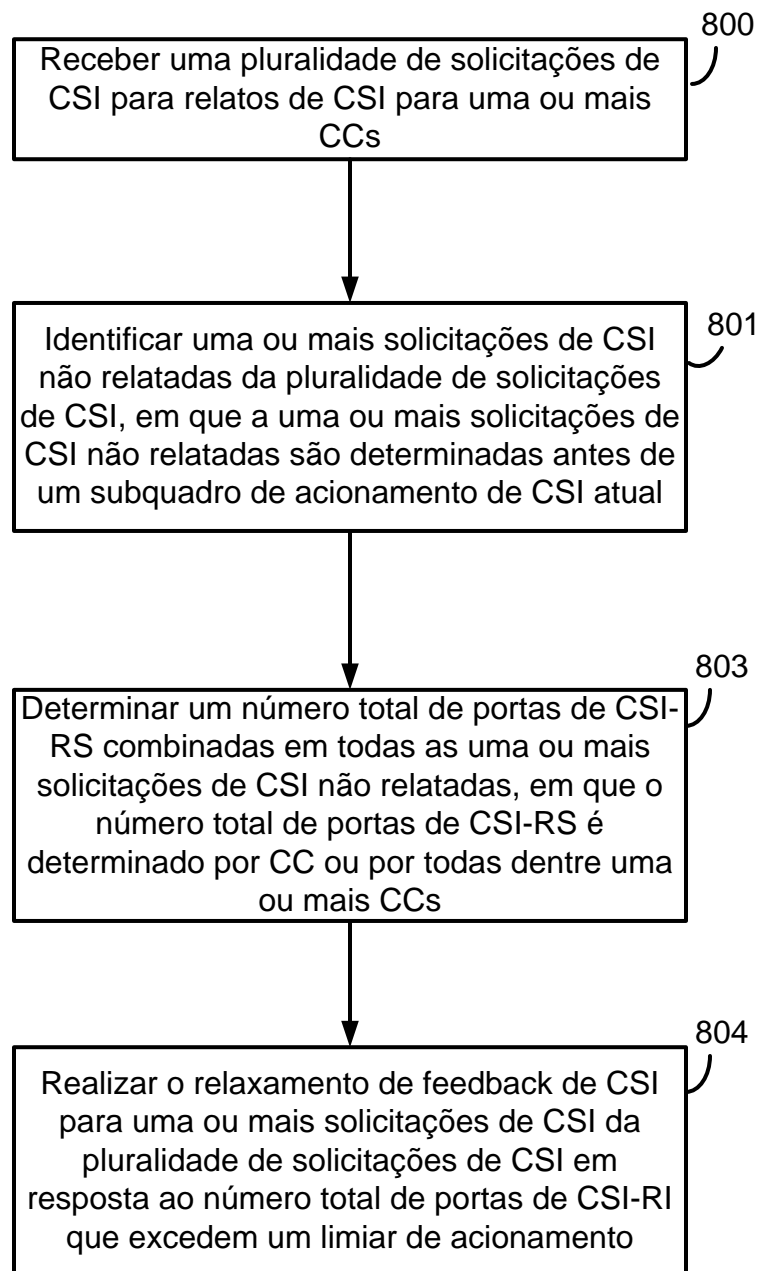 800
Receber uma pluralidade de solicitações de
CSI para relatos de CSI para uma ou mais
CCs
801
Identificar uma ou mais solicitações de CSI
não relatadas da pluralidade de solicitações
de CSI, em que a uma ou mais solicitações de
CSI não relatadas são determinadas antes de
um subquadro de acionamento de CSI atual
803
Determinar um número total de portas de CSI-
RS combinadas em todas as uma ou mais
solicitações de CSI não relatadas, em que o
número total de portas de CSI-RS é
determinado por CC ou por todas dentre uma
ou mais CCs
804
Realizar o relaxamento de feedback de CSI
para uma ou mais solicitações de CSI da
pluralidade de solicitações de CSI em
resposta ao número total de portas de CSI-RI
que excedem um limiar de acionamento